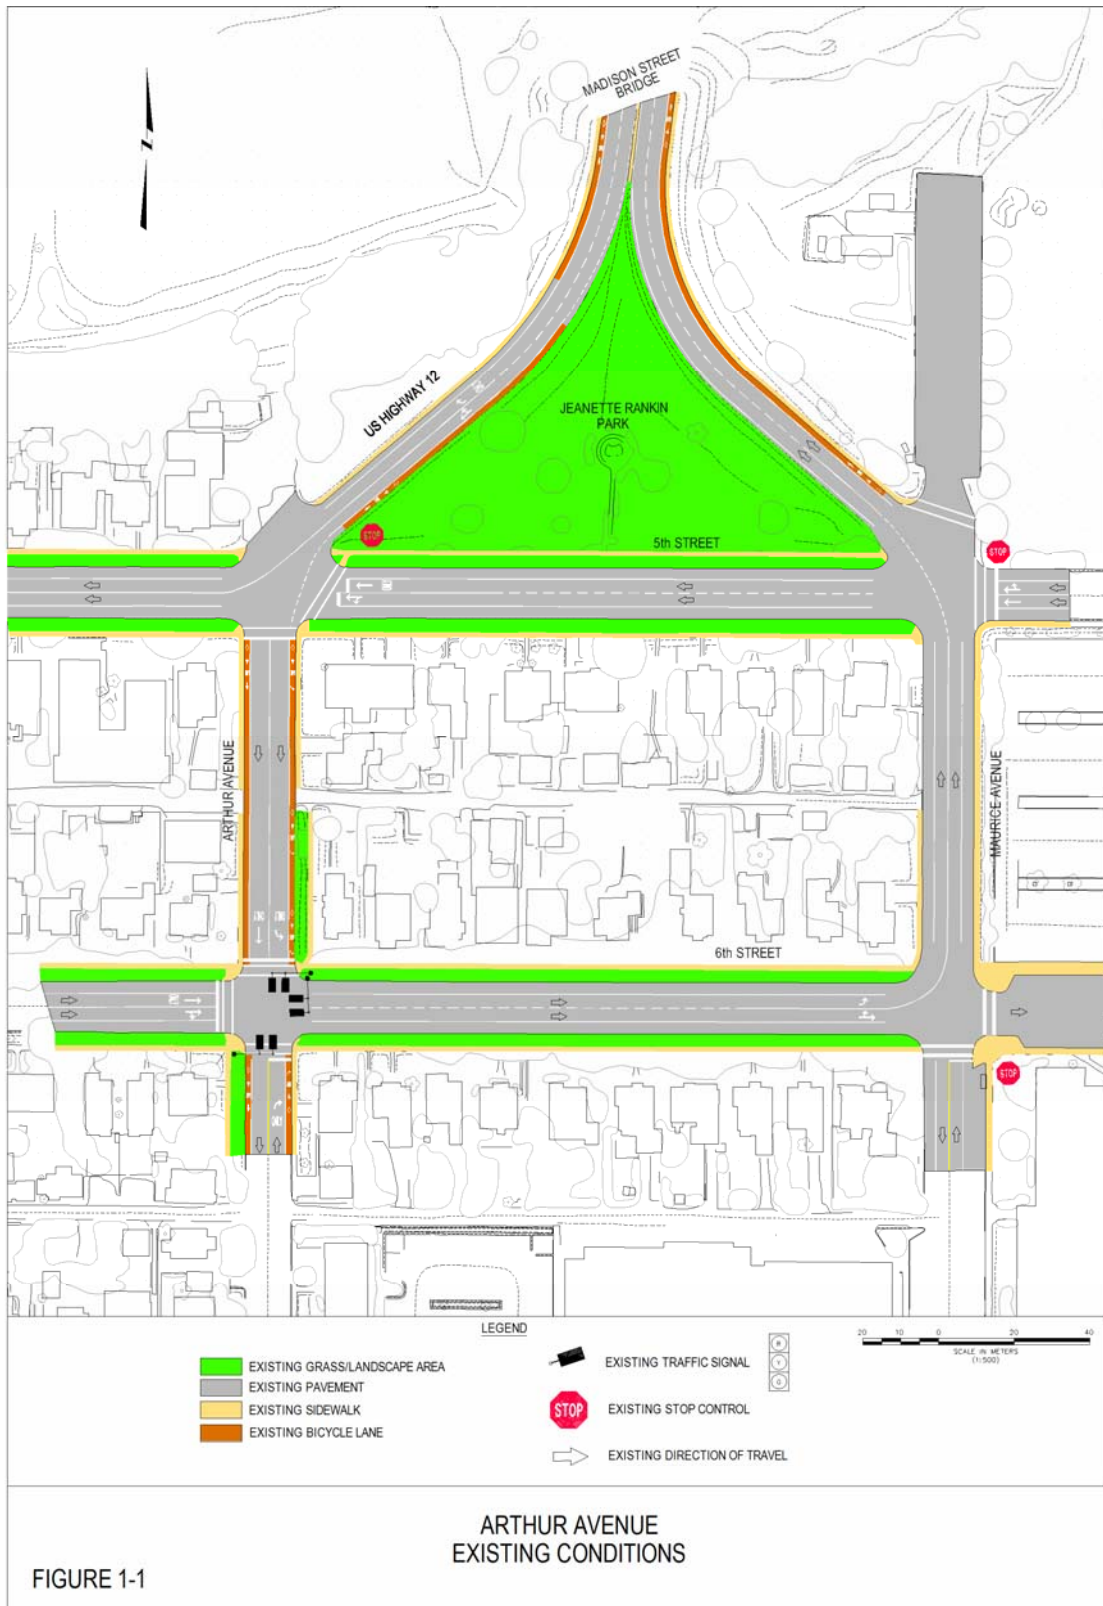 MADISON STREET
BRIDGE
N
US HIGHWAY 12
JEANETTE RANKIN
PARK
STOP
5th STREET
STOP
ARTHUR AVENUE
MAURICE AVENUE
6th STREET
ONLY
STOP
LEGEND
EXISTING GRASS/LANDSCAPE AREA
EXISTING PAVEMENT
EXISTING SIDEWALK
EXISTING BICYCLE LANE
EXISTING TRAFFIC SIGNAL
R
Y
G
STOP
EXISTING STOP CONTROL
EXISTING DIRECTION OF TRAVEL
20 10 0 20 40
SCALE IN METERS
(1:500)
ARTHUR AVENUE
EXISTING CONDITIONS
FIGURE 1-1